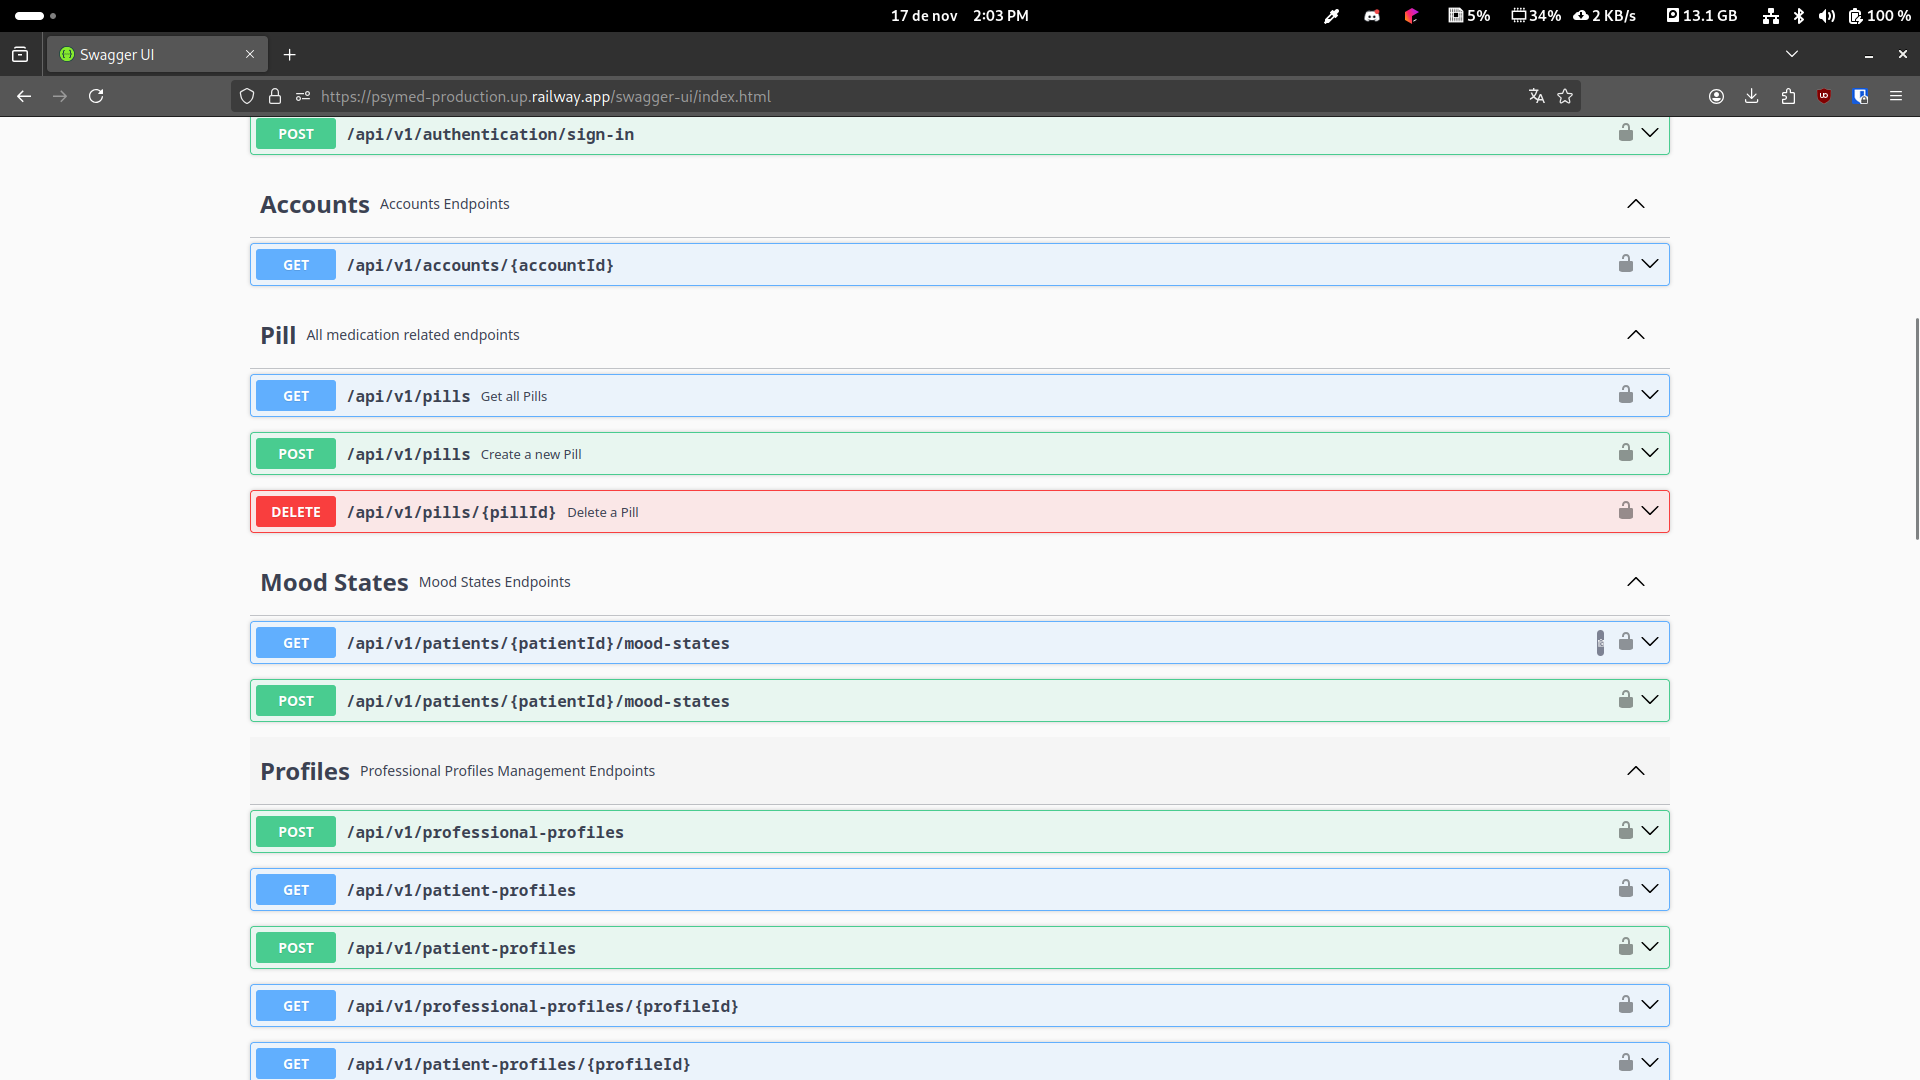 17 de nov 2:03 PM
5% 34% 2 KB/s 13.1 GB 100 %
Swagger UI
https://psymed-production.up.railway.app/swagger-ui/index.html
POST /api/v1/authentication/sign-in
Accounts Accounts Endpoints
GET /api/v1/accounts/{accountId}
Pill All medication related endpoints
GET /api/v1/pills Get all Pills
POST /api/v1/pills Create a new Pill
DELETE /api/v1/pills/{pillId} Delete a Pill
Mood States Mood States Endpoints
GET /api/v1/patients/{patientId}/mood-states
POST /api/v1/patients/{patientId}/mood-states
Profiles Professional Profiles Management Endpoints
POST /api/v1/professional-profiles
GET /api/v1/patient-profiles
POST /api/v1/patient-profiles
GET /api/v1/professional-profiles/{profileId}
GET /api/v1/patient-profiles/{profileId}